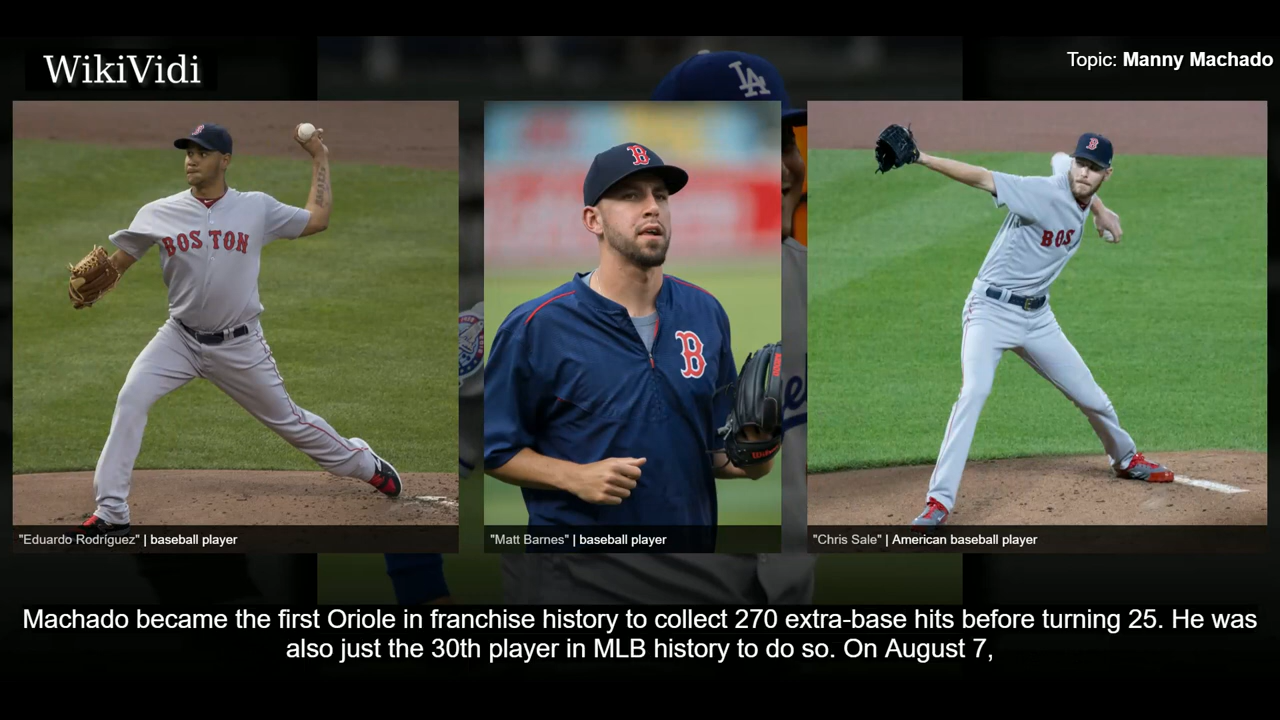 WikiVidi
Topic: Manny Machado
LA
B
B
B
BOSTON
BOS
B
"Eduardo Rodríguez" | baseball player
"Matt Barnes" | baseball player
"Chris Sale" | American baseball player
Machado became the first Oriole in franchise history to collect 270 extra-base hits before turning 25. He was
also just the 30th player in MLB history to do so. On August 7,